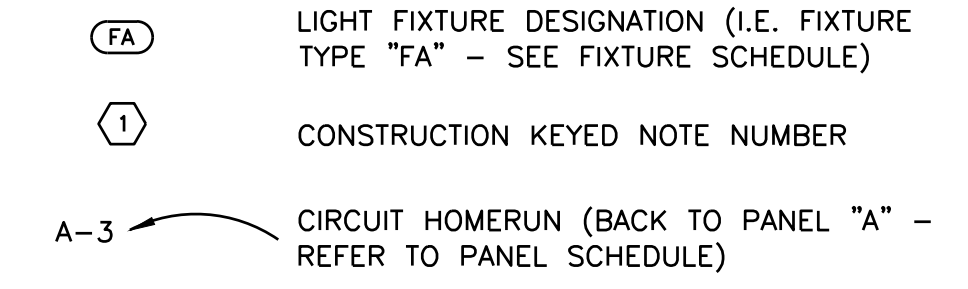 FA
LIGHT FIXTURE DESIGNATION (I.E. FIXTURE
TYPE "FA" – SEE FIXTURE SCHEDULE)
1
CONSTRUCTION KEYED NOTE NUMBER
A–3
CIRCUIT HOMERUN (BACK TO PANEL "A" –
REFER TO PANEL SCHEDULE)